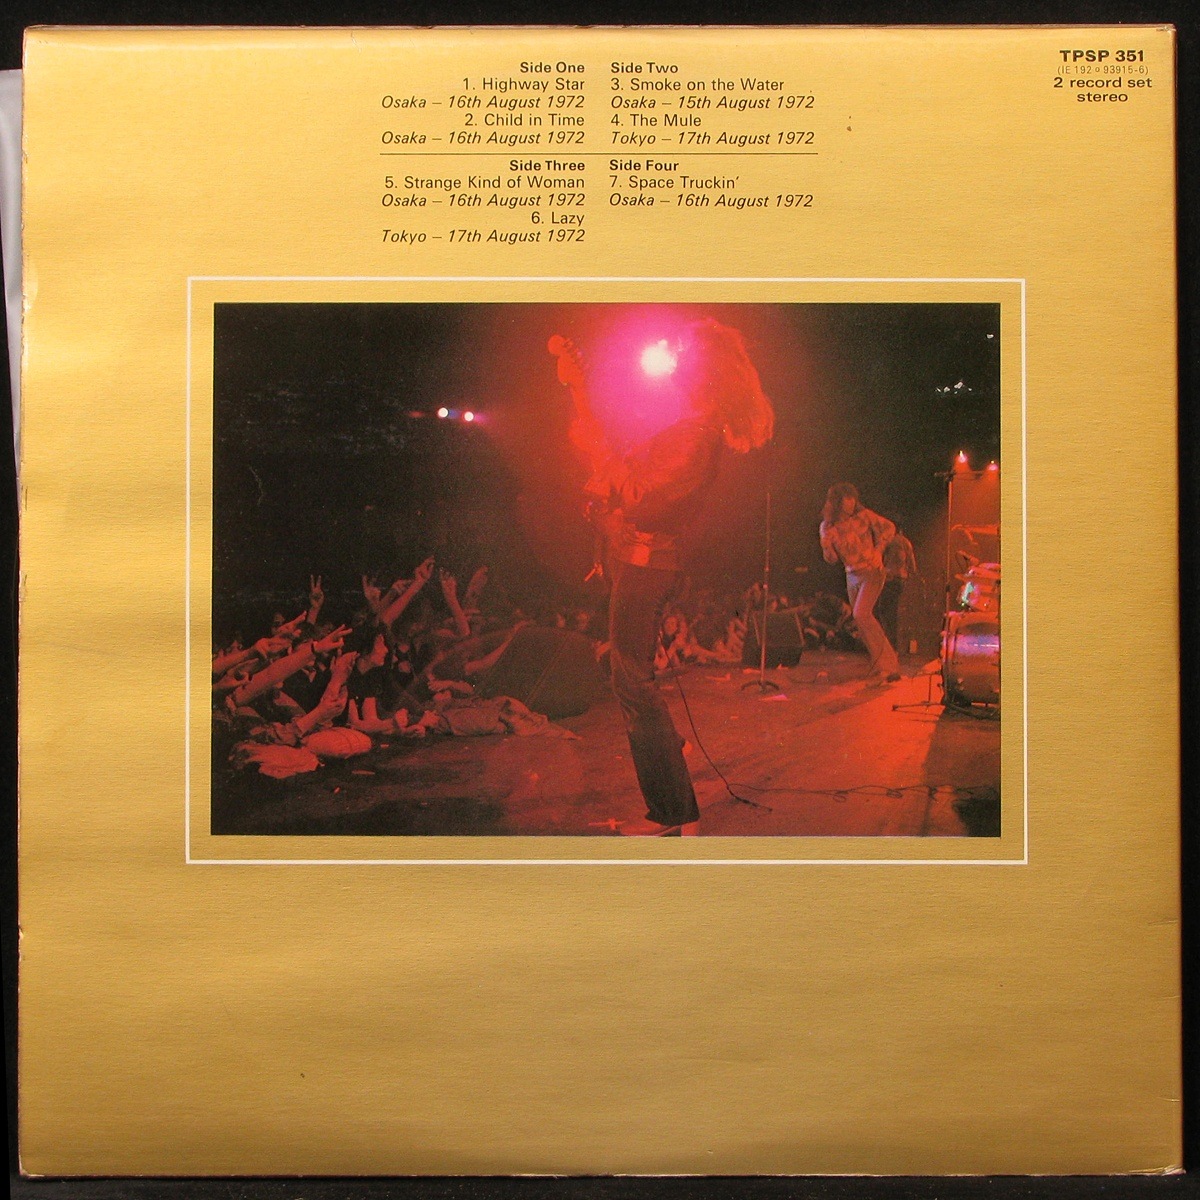 Side One
1. Highway Star
Osaka – 16th August 1972
2. Child in Time
Osaka – 16th August 1972
Side Two
3. Smoke on the Water
Osaka – 15th August 1972
4. The Mule
Tokyo – 17th August 1972
Side Three
5. Strange Kind of Woman
Osaka – 16th August 1972
6. Lazy
Tokyo – 17th August 1972
Side Four
7. Space Truckin'
Osaka – 16th August 1972
TPSP 351
(IE 192 o 93915-6)
2 record set
stereo